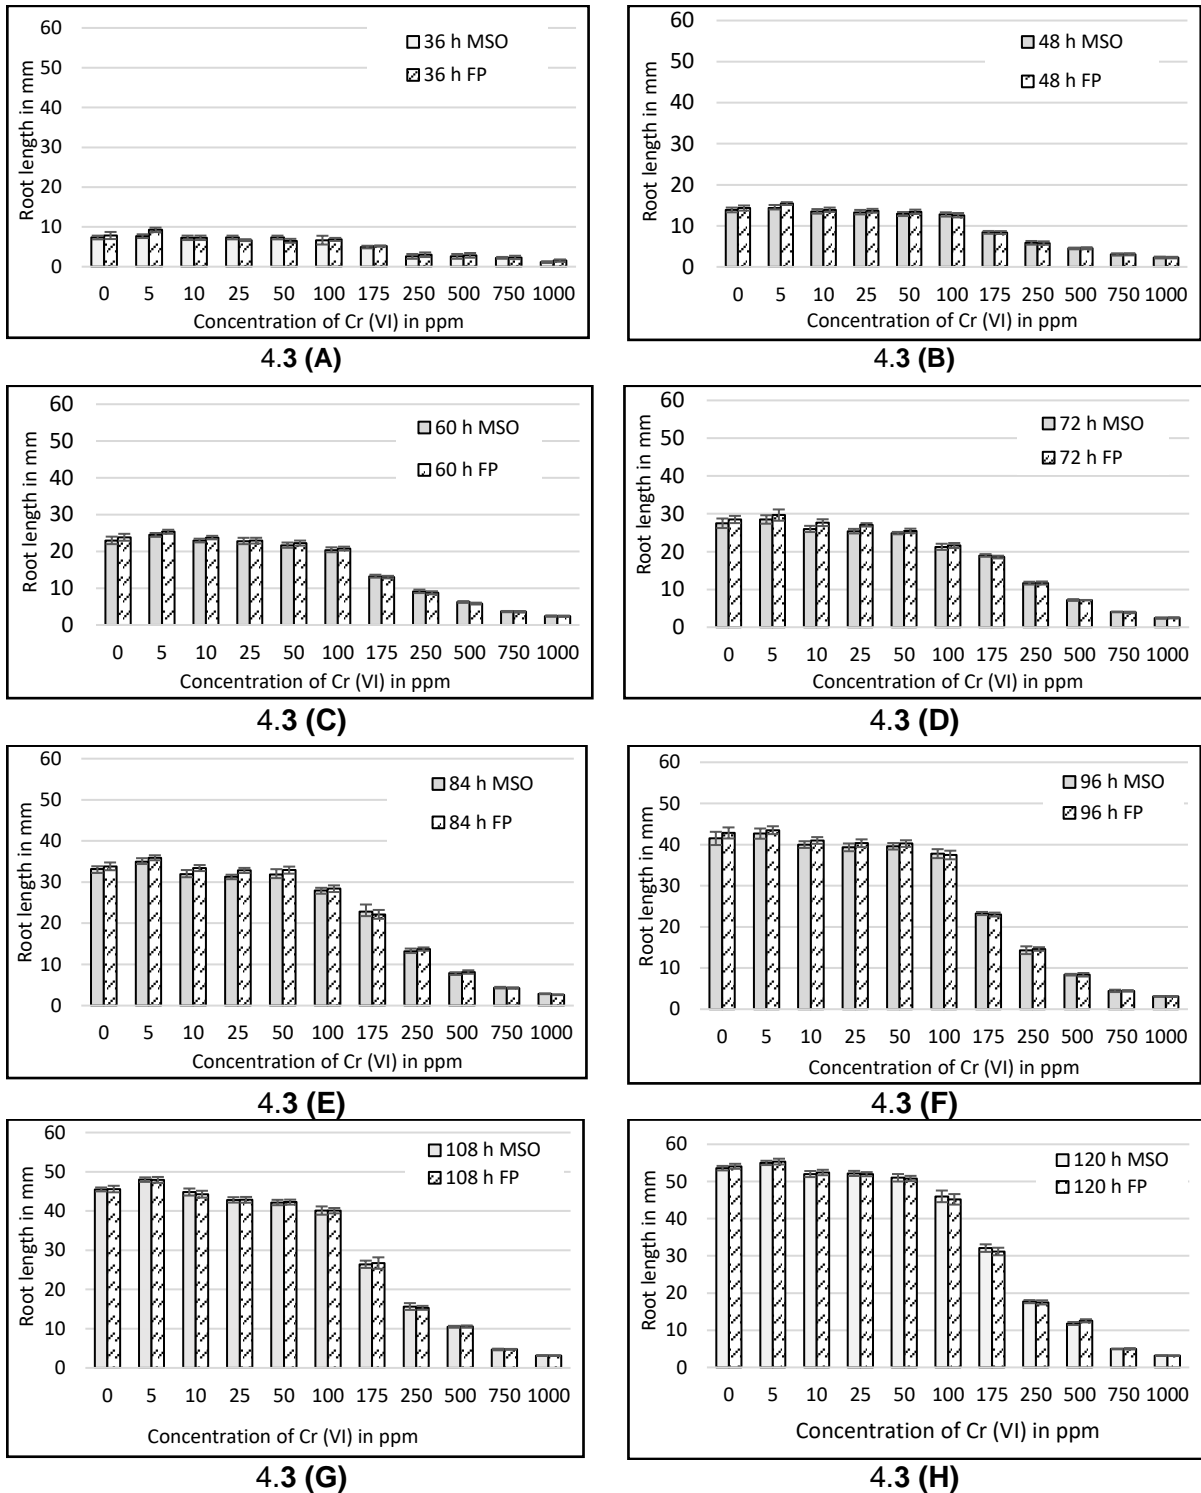 60
50
40
30
20
10
0
Root length in mm
36 h MSO
36 h FP
0 5 10 25 50 100 175 250 500 750 1000
Concentration of Cr (VI) in ppm
4.3 (A)
60
50
40
30
20
10
0
Root length in mm
48 h MSO
48 h FP
0 5 10 25 50 100 175 250 500 750 1000
Concentration of Cr (VI) in ppm
4.3 (B)
60
50
40
30
20
10
0
Root length in mm
60 h MSO
60 h FP
0 5 10 25 50 100 175 250 500 750 1000
Concentration of Cr (VI) in ppm
4.3 (C)
60
50
40
30
20
10
0
Root length in mm
72 h MSO
72 h FP
0 5 10 25 50 100 175 250 500 750 1000
Concentration of Cr (VI) in ppm
4.3 (D)
60
50
40
30
20
10
0
Root length in mm
84 h MSO
84 h FP
0 5 10 25 50 100 175 250 500 750 1000
Concentration of Cr (VI) in ppm
4.3 (E)
60
50
40
30
20
10
0
Root length in mm
96 h MSO
96 h FP
0 5 10 25 50 100 175 250 500 750 1000
Concentration of Cr (VI) in ppm
4.3 (F)
60
50
40
30
20
10
0
Root length in mm
108 h MSO
108 h FP
0 5 10 25 50 100 175 250 500 750 1000
Concentration of Cr (VI) in ppm
4.3 (G)
60
50
40
30
20
10
0
Root length in mm
120 h MSO
120 h FP
0 5 10 25 50 100 175 250 500 750 1000
Concentration of Cr (VI) in ppm
4.3 (H)